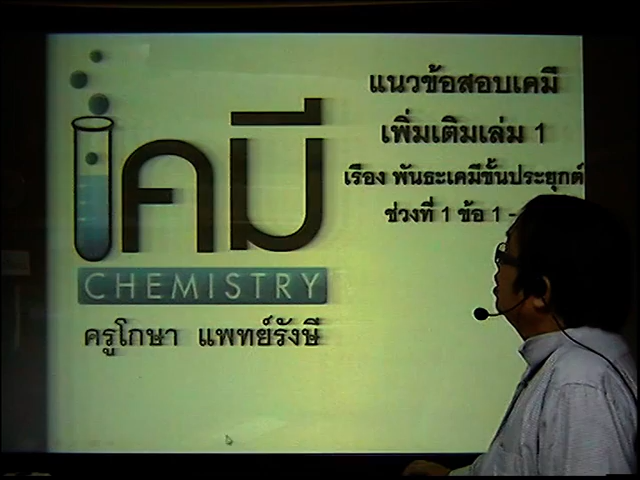 เคมี
CHEMISTRY
ครูโกษา แพทย์รังษี
แนวข้อสอบเคมี
เพิ่มเติมเล่ม 1
เรื่อง พันธะเคมีขั้นประยุกต์
ช่วงที่ 1 ข้อ 1 -